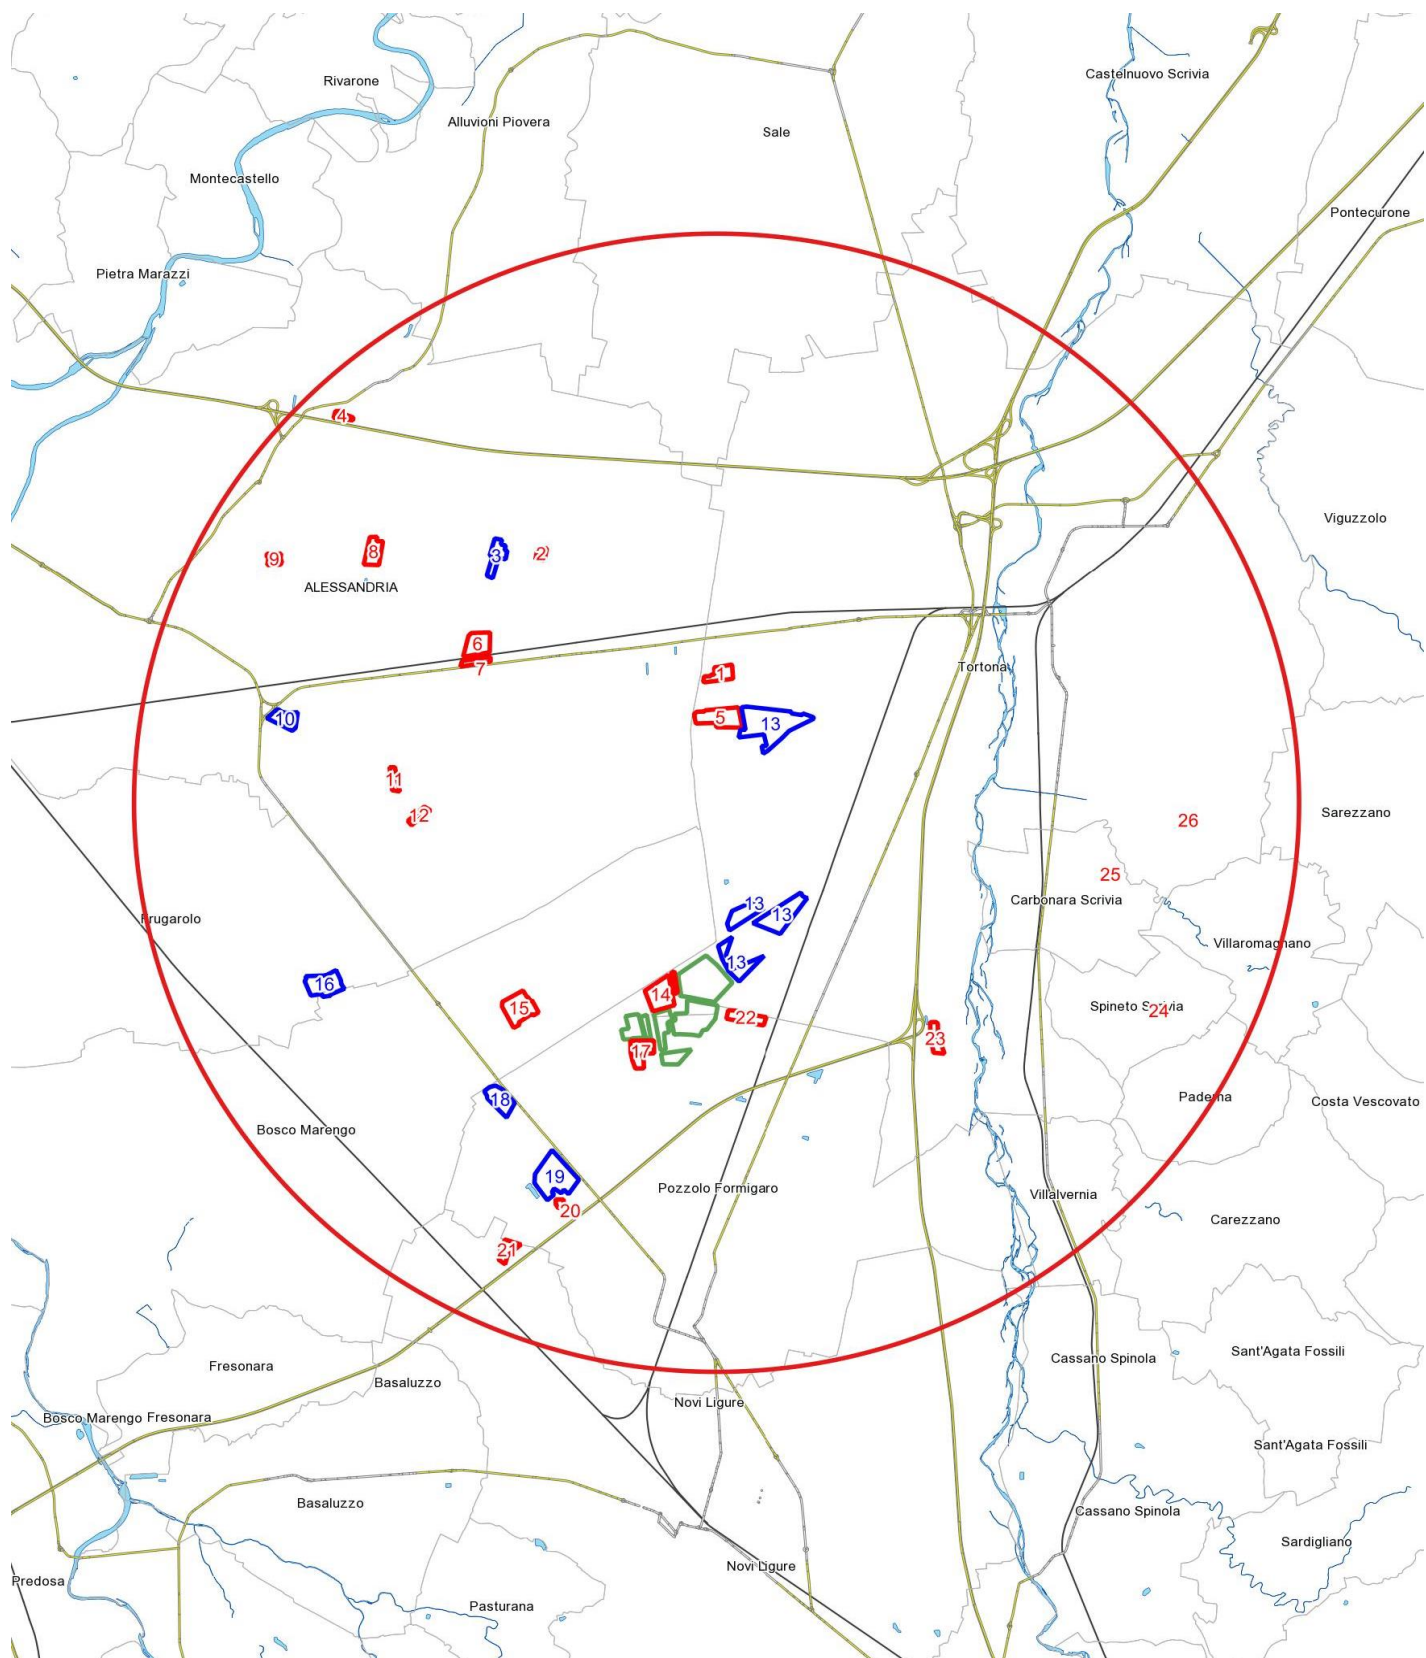 Castelnuovo Scrivia
Rivarone
Alluvioni Piovera
Sale
Montecastello
Pontecurone
Pietra Marazzi
4
Viguzzolo
9
8
3
2
ALESSANDRIA
6
7
1
Tortona
10
5
13
11
12
26
Sarezzano
25
Carbonara Scrivia
13
13
Frugarolo
Villaromagnano
13
16
14
15
Spineto Scrivia
24
22
23
17
18
Paderna
Costa Vescovato
Bosco Marengo
19
Pozzolo Formigaro
Villalvernia
20
Carezzano
21
Sant'Agata Fossili
Cassano Spinola
Fresonara
Basaluzzo
Novi Ligure
Bosco Marengo
Fresonara
Sant'Agata Fossili
Basaluzzo
Cassano Spinola
Sardigliano
Novi Ligure
Predosa
Pasturana